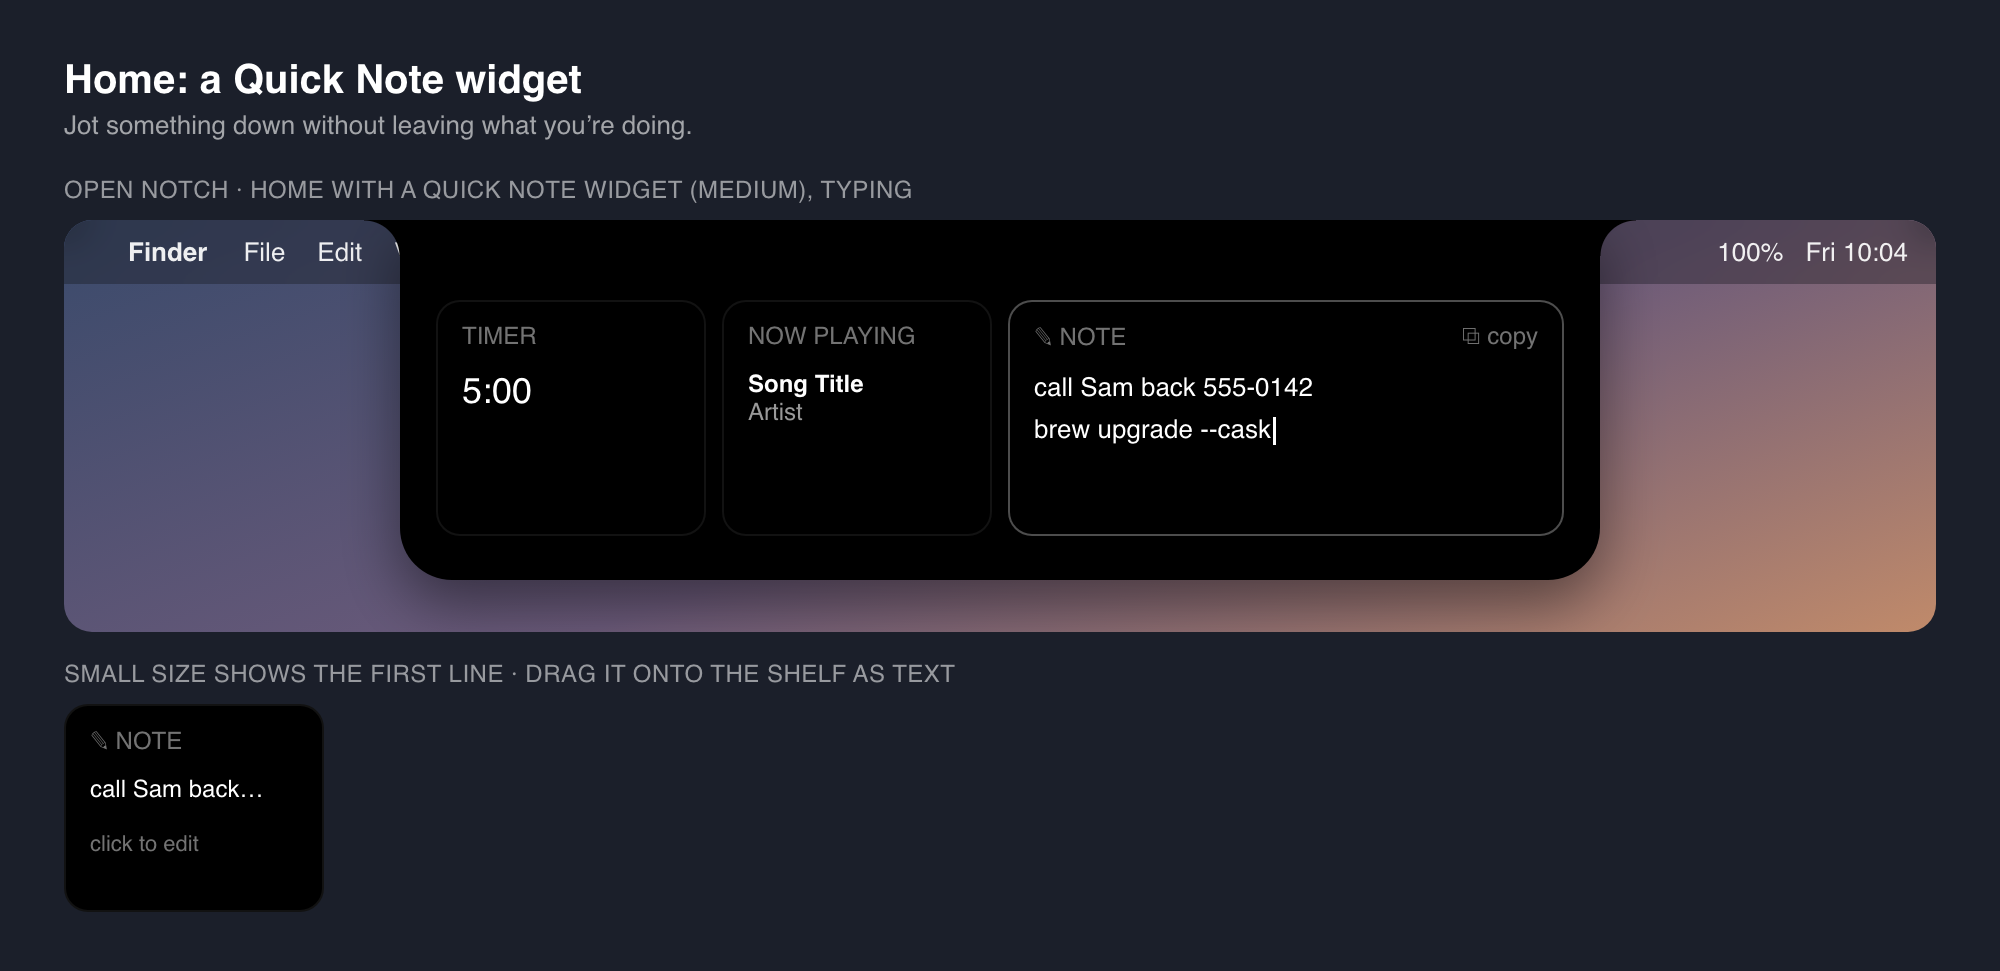 Home: a Quick Note widget
Jot something down without leaving what you’re doing.
OPEN NOTCH · HOME WITH A QUICK NOTE WIDGET (MEDIUM), TYPING
Finder File Edit
100% Fri 10:04
TIMER
5:00
NOW PLAYING
Song Title
Artist
✎ NOTE
⧉ copy
call Sam back 555-0142
brew upgrade --cask
SMALL SIZE SHOWS THE FIRST LINE · DRAG IT ONTO THE SHELF AS TEXT
✎ NOTE
call Sam back…
click to edit